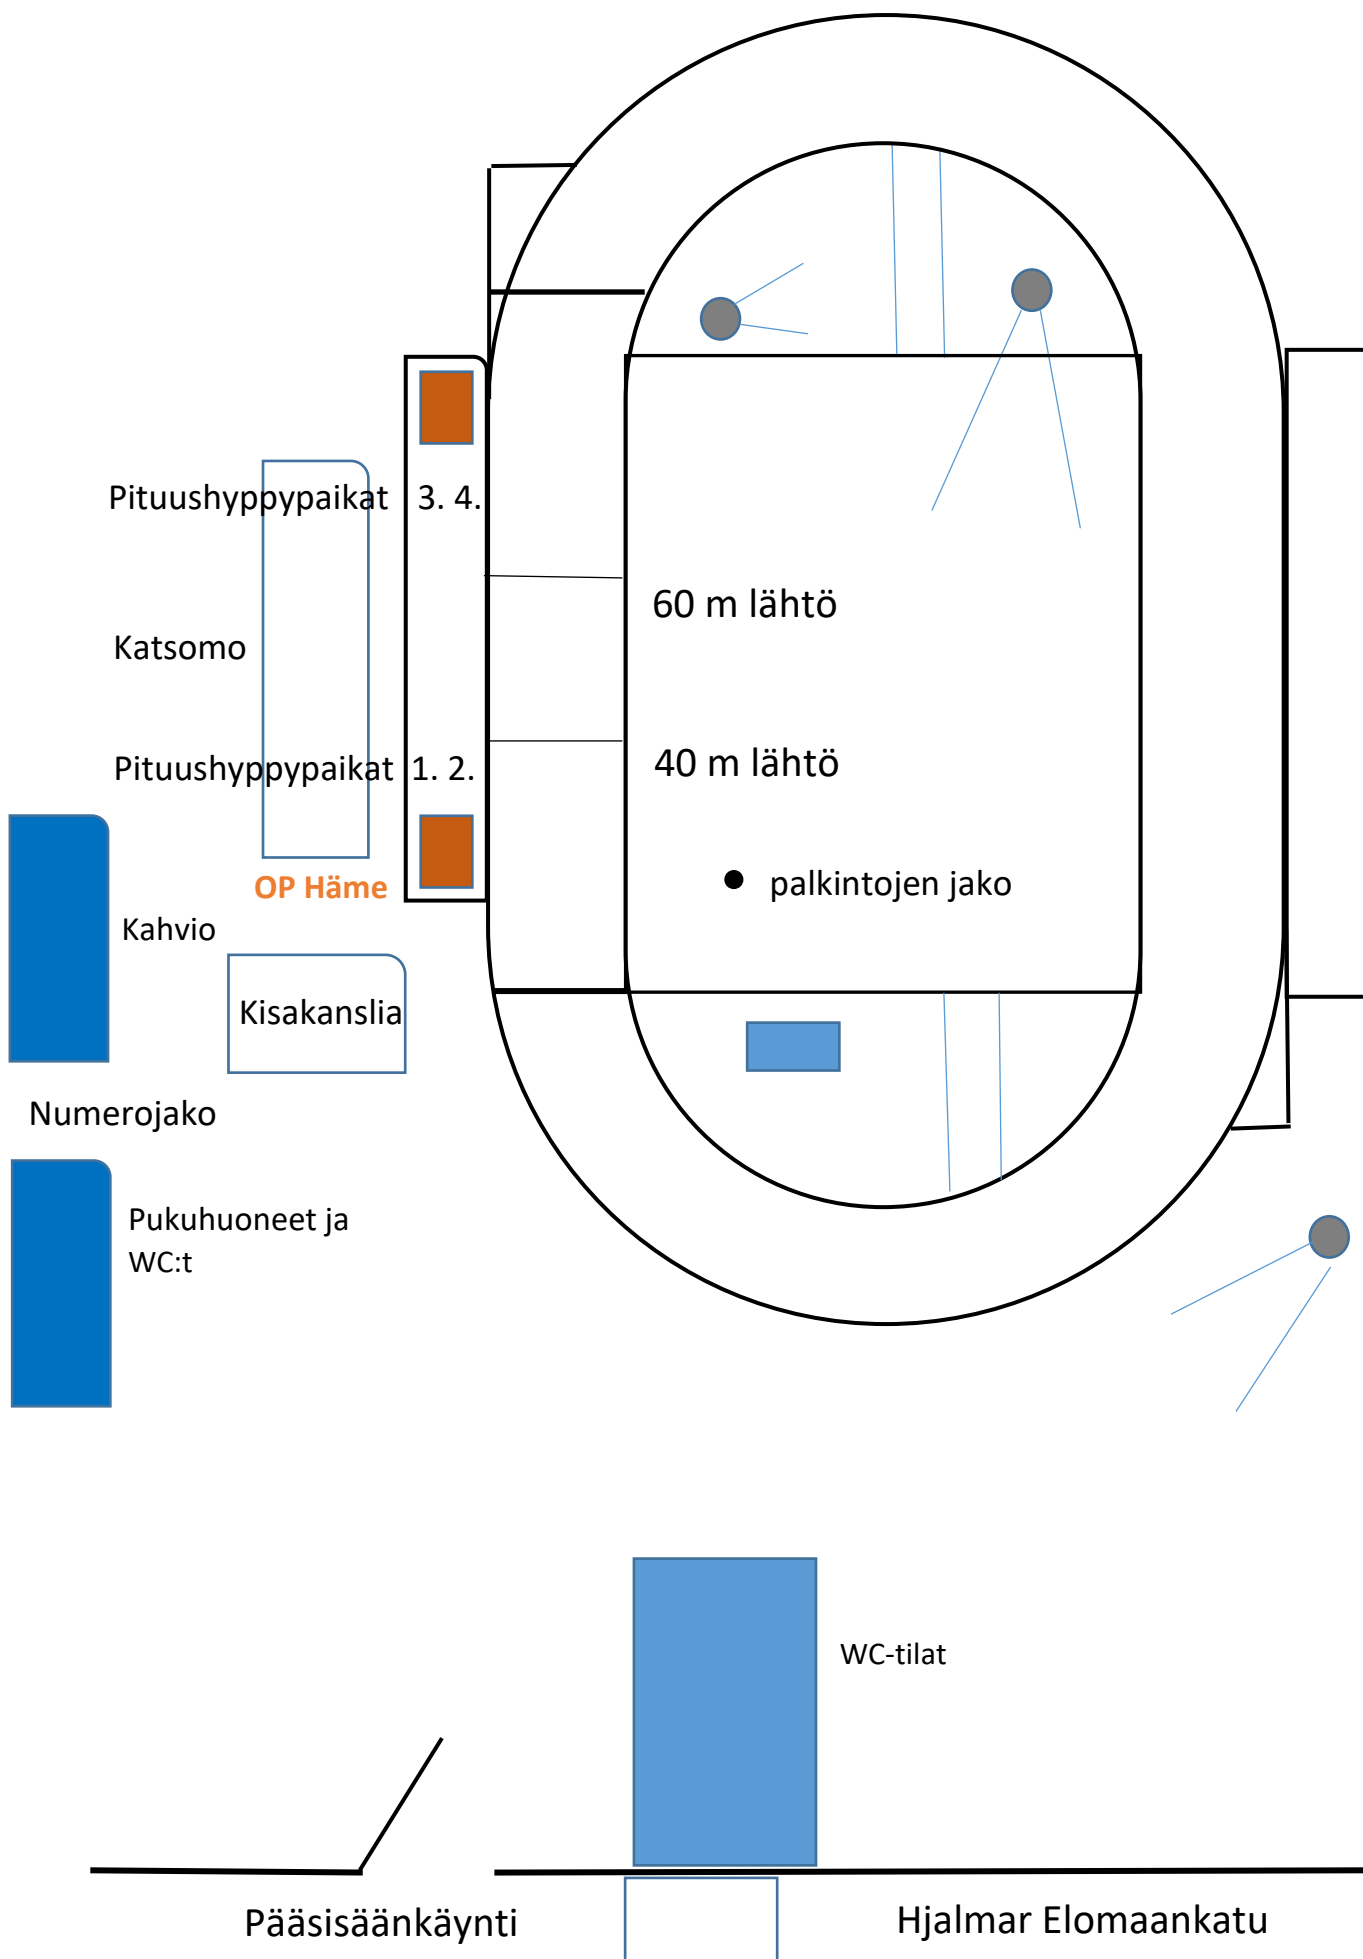 Pituushyppypaikat 3. 4.
60 m lähtö
Katsomo
Pituushyppypaikat 1. 2.
40 m lähtö
OP Häme
palkintojen jako
Kahvio
Kisakanslia
Numerojako
Pukuhuoneet ja
WC:t
WC-tilat
Pääsisäänkäynti
Hjalmar Elomaankatu